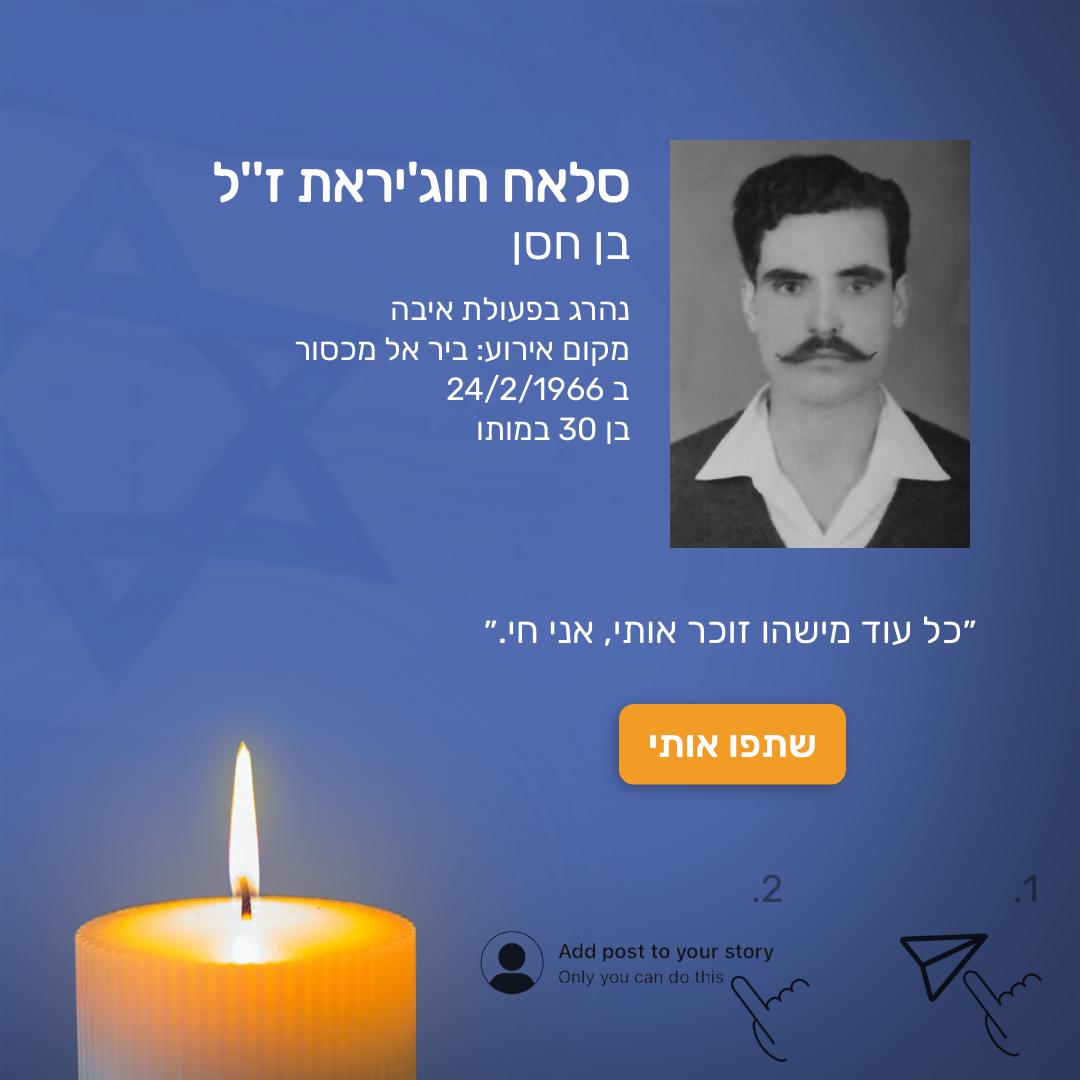 סלאח חוג'יראת ז''ל
בן חסן
נהרג בפעולת איבה
מקום אירוע: ביר אל מכסור
ב 24/2/1966
בן 30 במותו
״כל עוד מישהו זוכר אותי, אני חי.״
שתפו אותי
1.
2.
Add post to your story
Only you can do this